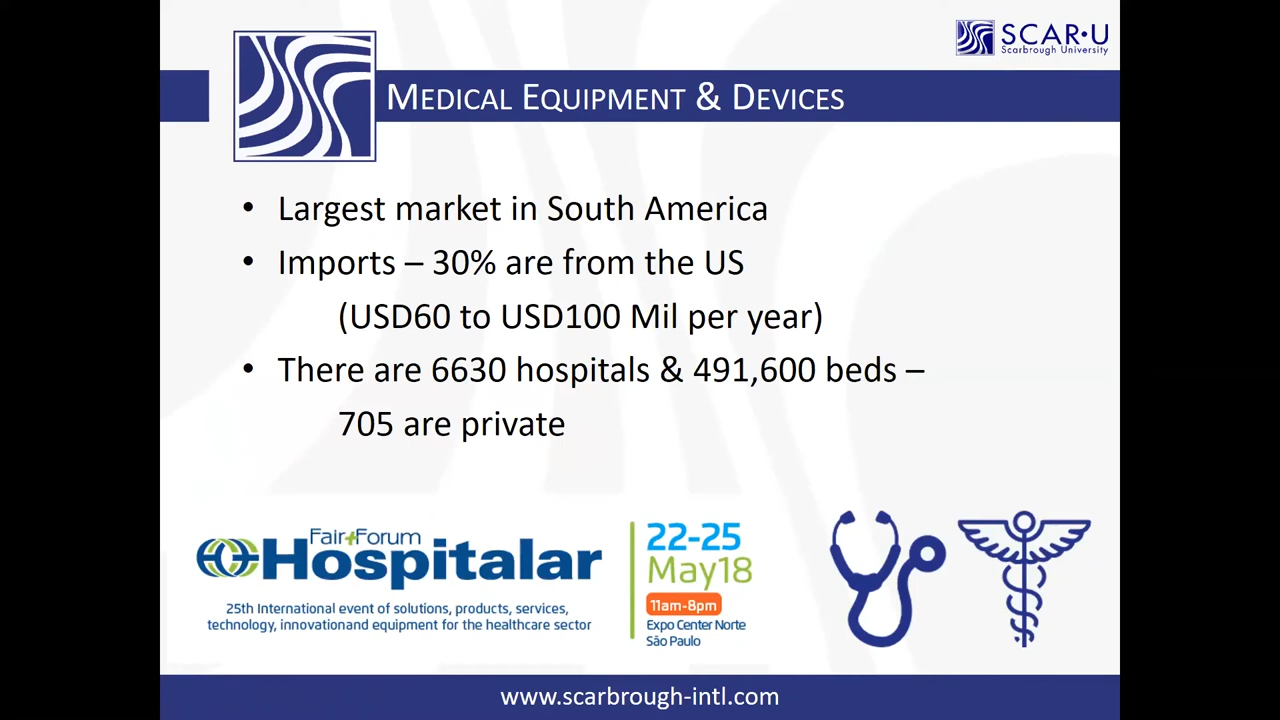 SCAR•U
Scarbrough University
MEDICAL EQUIPMENT & DEVICES
• Largest market in South America
• Imports – 30% are from the US
(USD60 to USD100 Mil per year)
• There are 6630 hospitals & 491,600 beds –
705 are private
Fair+Forum
Hospitalar
25th International event of solutions, products, services,
technology, innovationand equipment for the healthcare sector
22-25
May18
11am-8pm
Expo Center Norte
São Paulo
www.scarbrough-intl.com